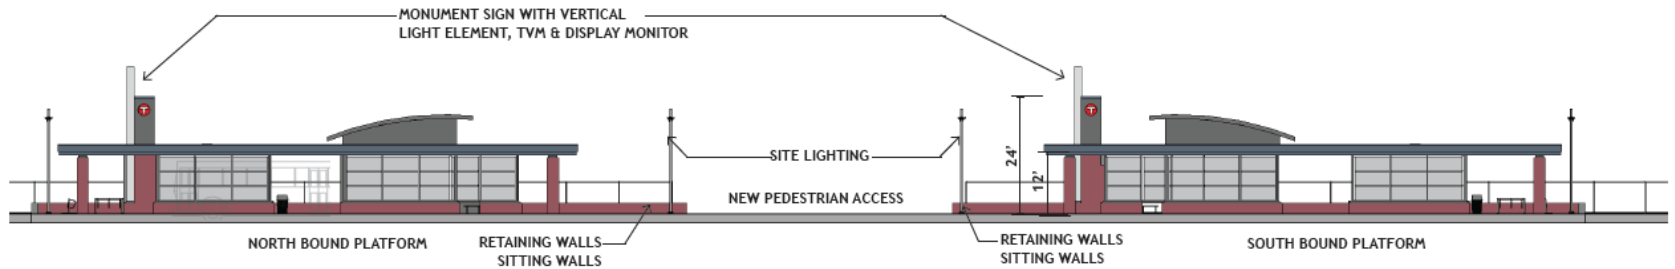 MONUMENT SIGN WITH VERTICAL
LIGHT ELEMENT, TVM & DISPLAY MONITOR
T
T
24'
12'
SITE LIGHTING
NEW PEDESTRIAN ACCESS
NORTH BOUND PLATFORM
RETAINING WALLS
SITTING WALLS
RETAINING WALLS
SITTING WALLS
SOUTH BOUND PLATFORM